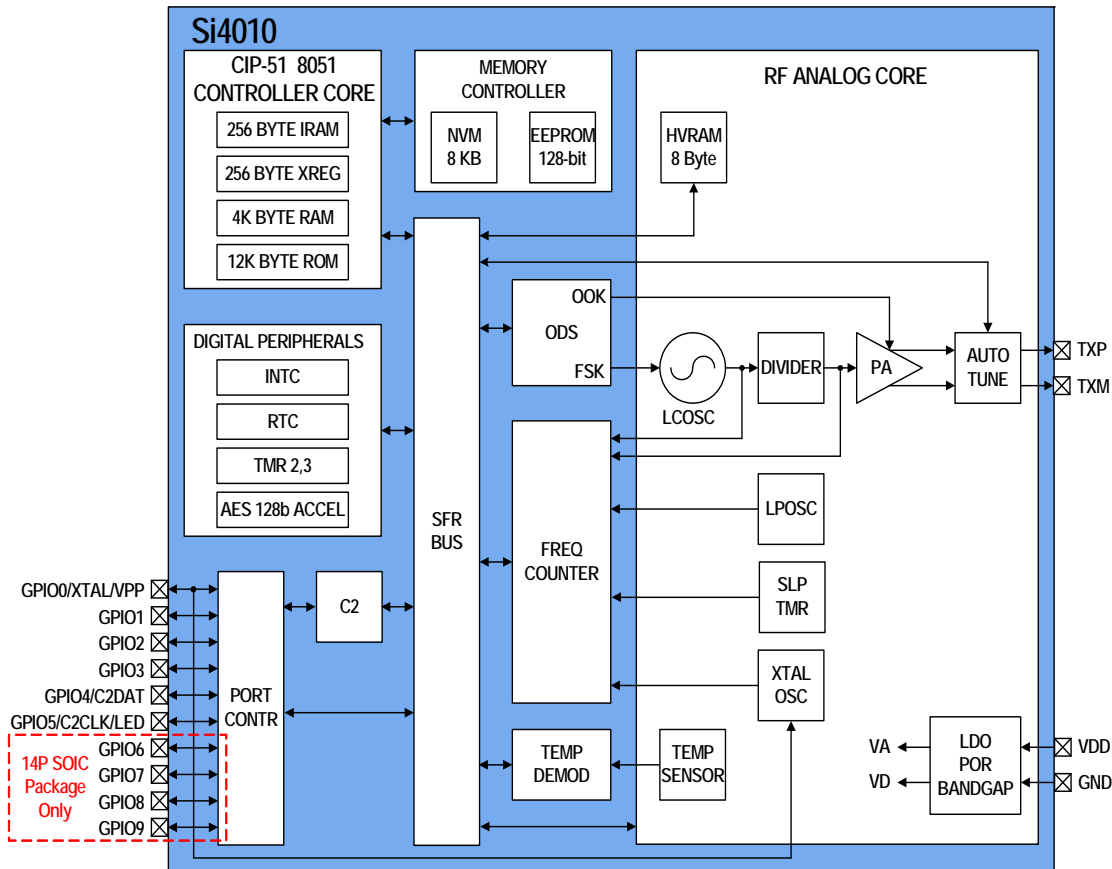 Si4010
CIP-51 8051
CONTROLLER CORE
256 BYTE IRAM
256 BYTE XREG
4K BYTE RAM
12K BYTE ROM
MEMORY
CONTROLLER
NVM
8 KB
EEPROM
128-bit
RF ANALOG CORE
HVRAM
8 Byte
DIGITAL PERIPHERALS
INTC
RTC
TMR 2,3
AES 128b ACCEL
SFR
BUS
OOK
ODS
FSK
LCOSC
DIVIDER
PA
AUTO
TUNE
TXP
TXM
FREQ
COUNTER
LPOSC
SLP
TMR
XTAL
OSC
GPIO0/XTAL/VPP
GPIO1
GPIO2
GPIO3
GPIO4/C2DAT
GPIO5/C2CLK/LED
GPIO6
GPIO7
GPIO8
GPIO9
14P SOIC
Package
Only
PORT
CONTR
C2
TEMP
DEMOD
TEMP
SENSOR
VA
VD
LDO
POR
BANDGAP
VDD
GND